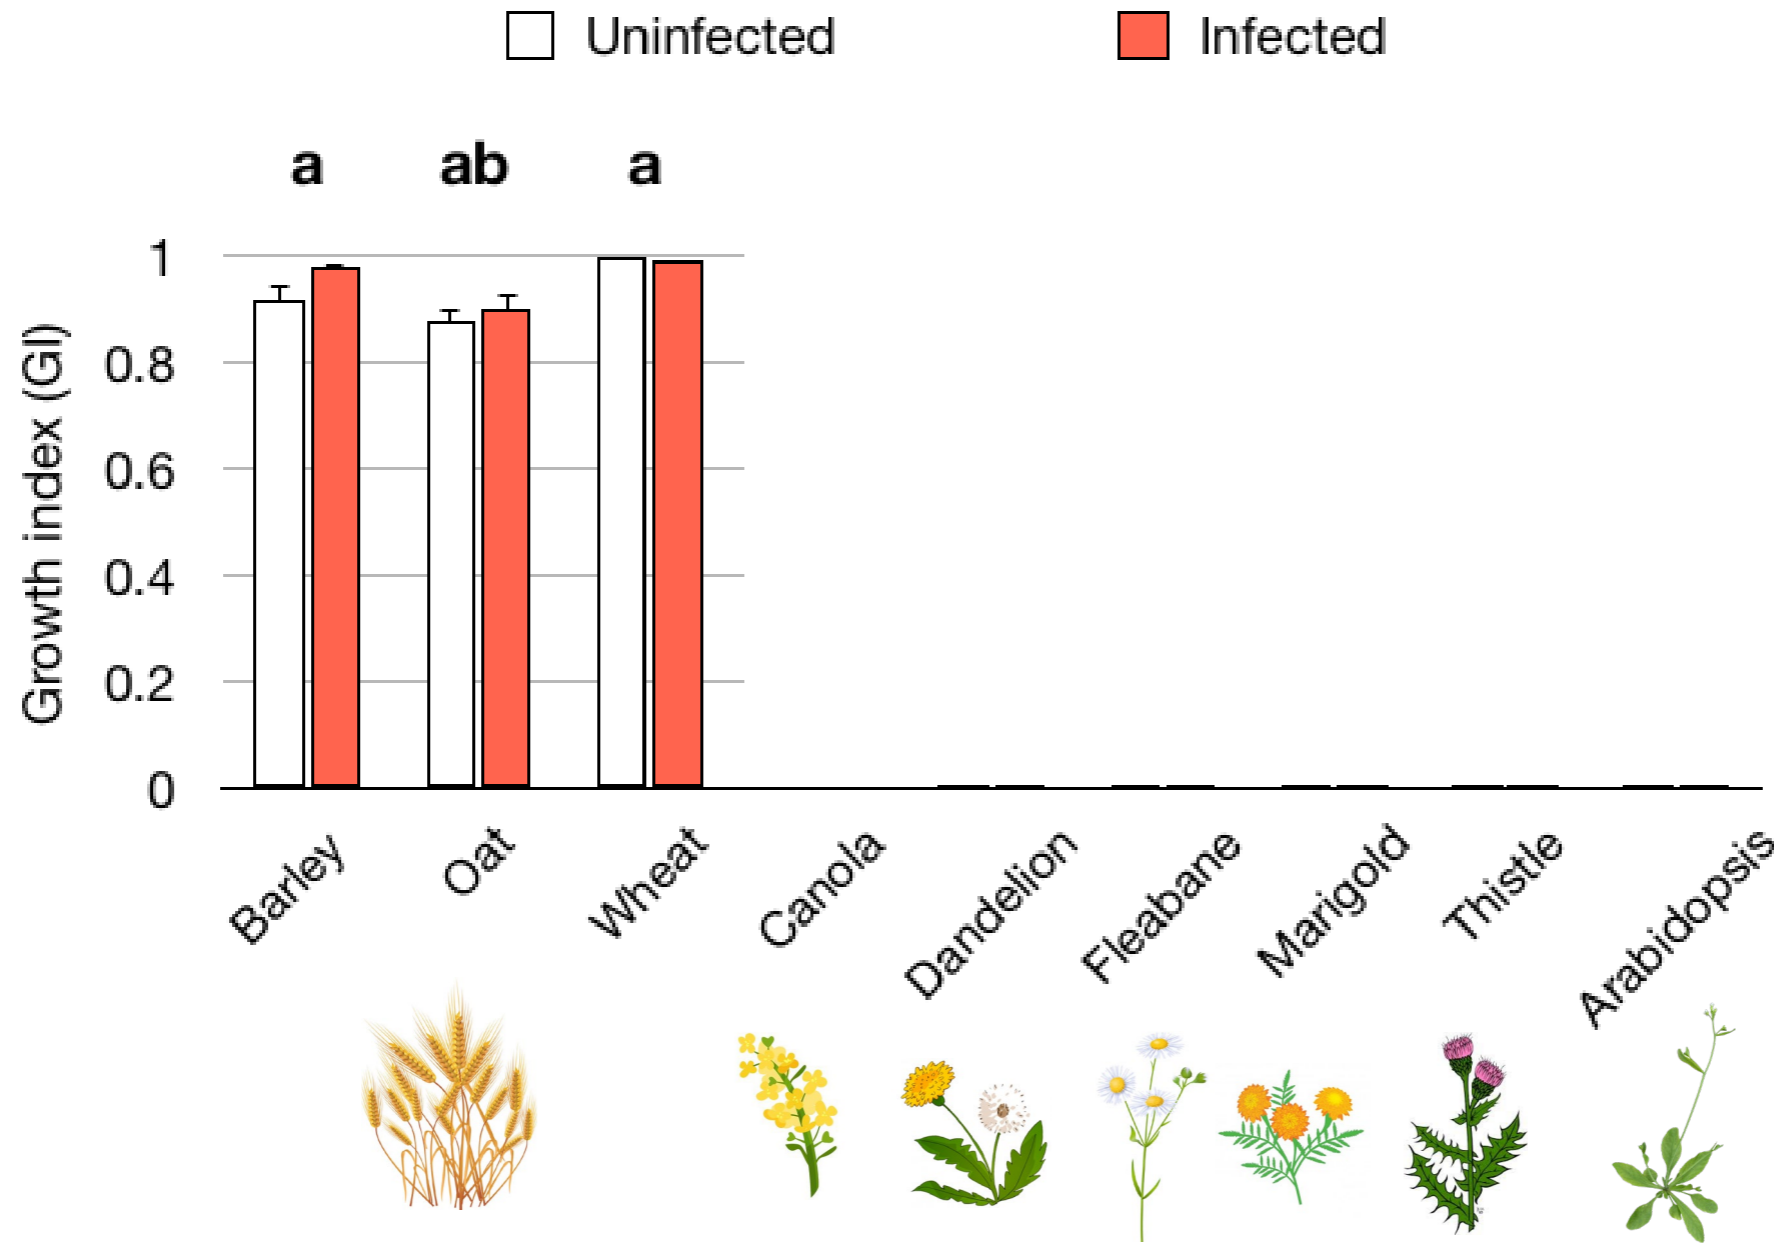 Uninfected Infected
a ab a
Growth index (GI)
1
0.8
0.6
0.4
0.2
0
Barley
Oat
Wheat
Canola
Dandelion
Fleabane
Marigold
Thistle
Arabidopsis